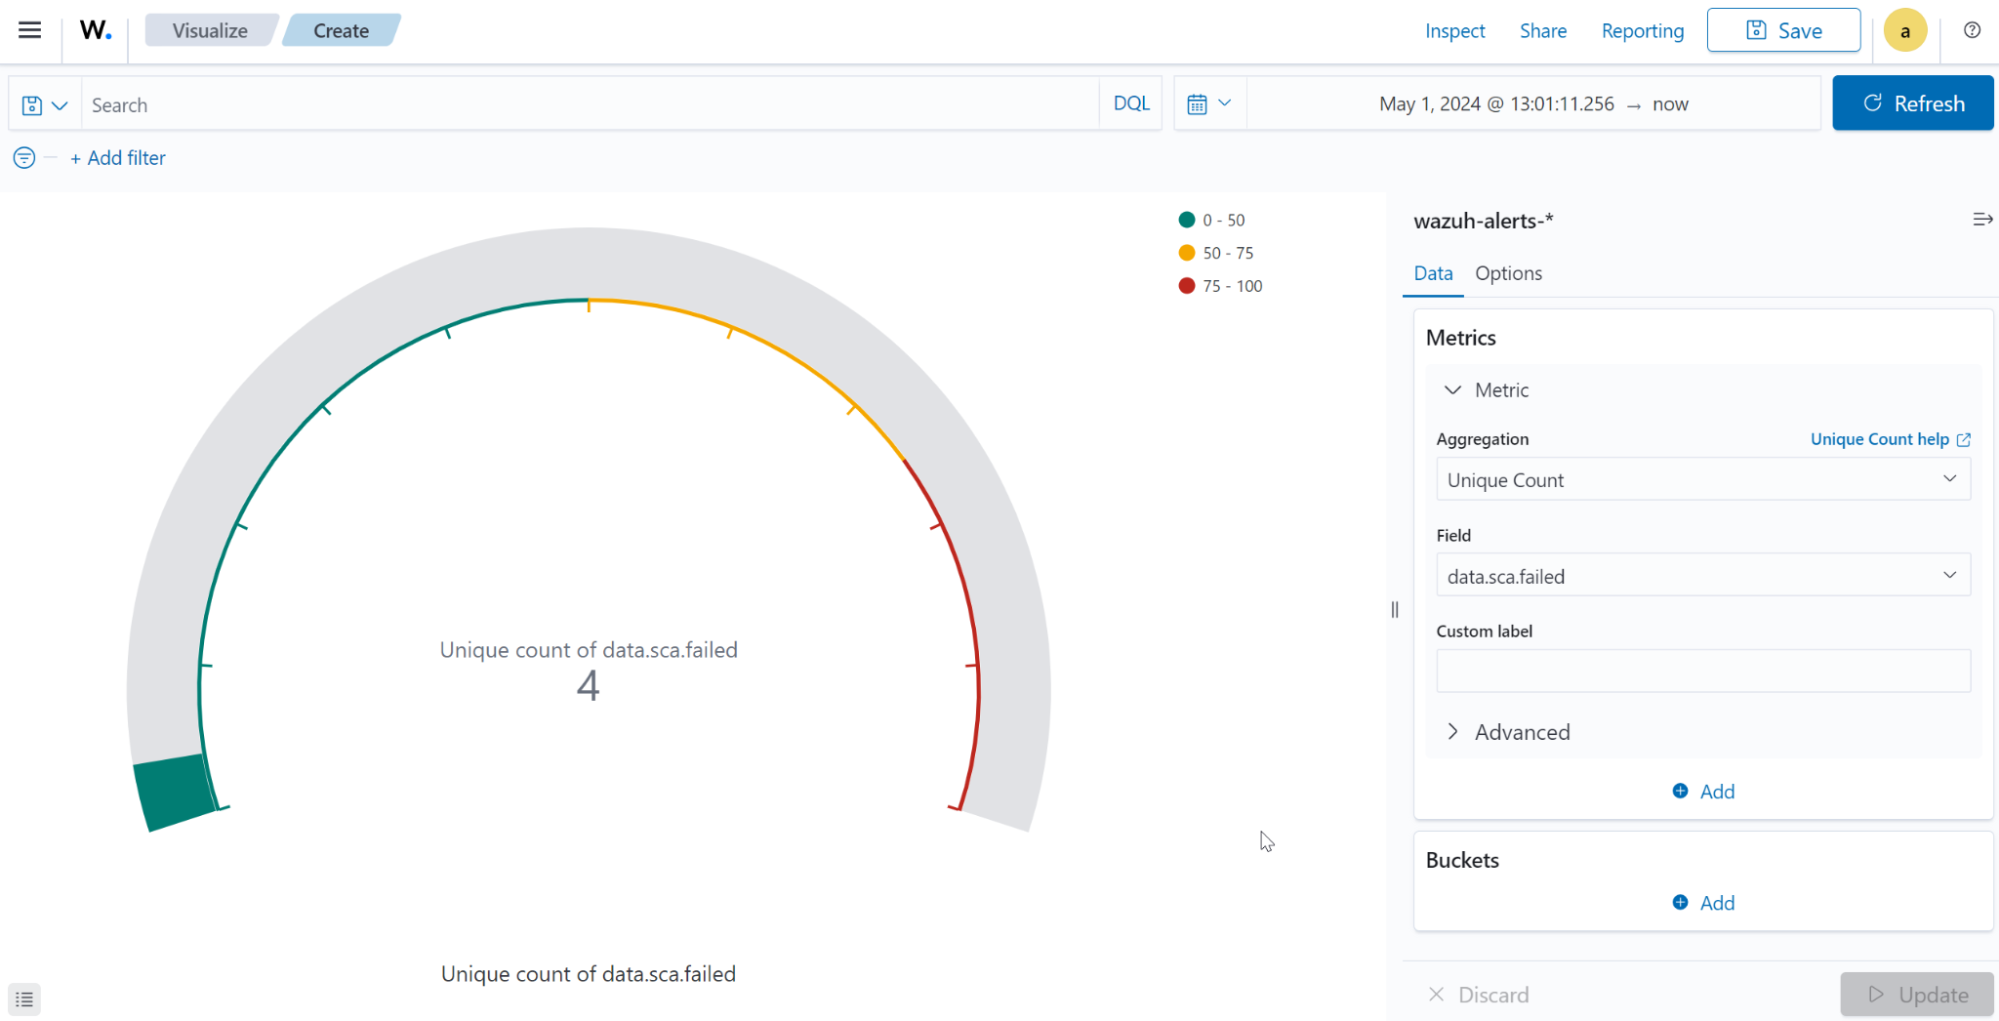 W.
Visualize
Create
Inspect
Share
Reporting
Save
a
Search
DQL
May 1, 2024 @ 13:01:11.256 → now
Refresh
+ Add filter
0 - 50
50 - 75
75 - 100
Unique count of data.sca.failed
4
Unique count of data.sca.failed
wazuh-alerts-*
Data
Options
Metrics
Metric
Aggregation
Unique Count help
Unique Count
Field
data.sca.failed
Custom label
Advanced
Add
Buckets
Add
Discard
Update